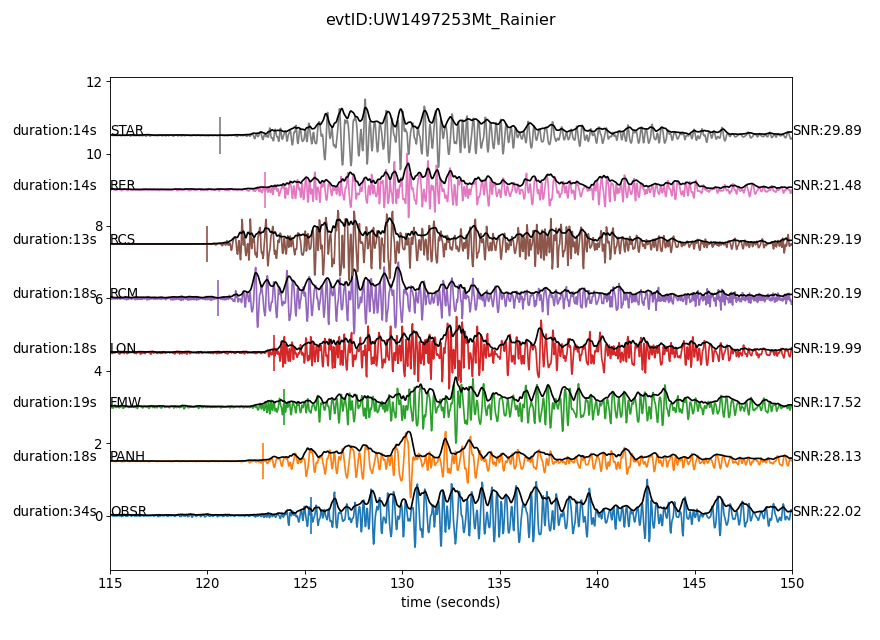 evtID:UW1497253Mt_Rainier
12
duration:14s STAR SNR:29.89
10
duration:14s RER SNR:21.48
8
duration:13s RCS SNR:29.19
duration:18s RCM SNR:20.19
6
duration:18s LON SNR:19.99
4
duration:19s FMW SNR:17.52
2
duration:18s PANH SNR:28.13
duration:34s OBSR SNR:22.02
0
115 120 125 130 135 140 145 150
time (seconds)